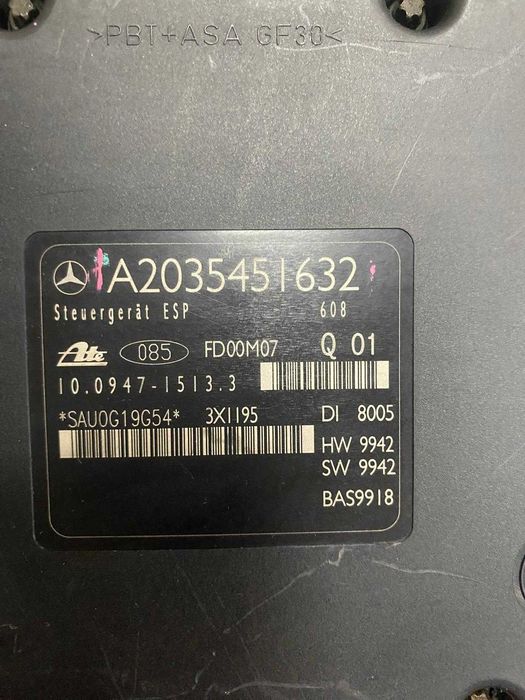 >PBT+ASA GF30<
A2035451632
Steuergerät ESP 608
Ate 085 FD00M07 Q 01
10.0947-1513.3
*SAU0G19G54* 3X1195 DI 8005
HW 9942
SW 9942
BAS9918